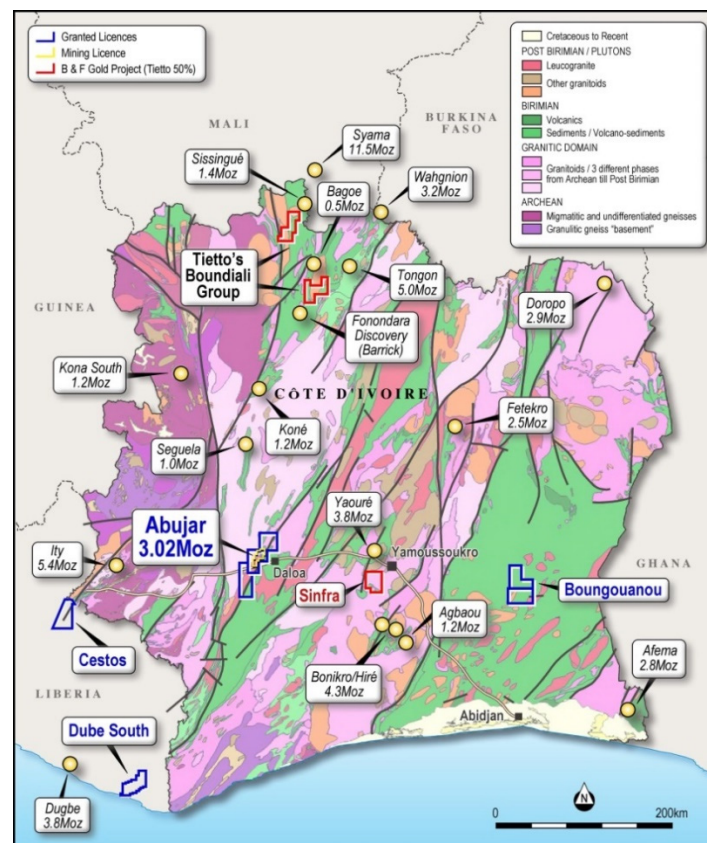 Granted Licences
Mining Licence
B & F Gold Project (Tietto 50%)
Cretaceous to Recent
POST BIRIMIAN / PLUTONS
Leucogranite
Other granitoids
BIRIMIAN
Volcanics
Sediments / Volcano-sediments
GRANITIC DOMAIN
Granitoids / 3 different phases
from Archean till Post Birimian
ARCHEAN
Migmatitic and undifferentiated gneisses
Granulitic gneiss "basement"
MALI
BURKINA
FASO
Syama
11.5Moz
Sissingué
1.4Moz
Bagoe
0.5Moz
Wahgnion
3.2Moz
Tietto's
Boundiali
Group
Tongon
5.0Moz
GUINEA
Doropo
2.9Moz
Fonondara
Discovery
(Barrick)
Kona South
1.2Moz
CÔTE D'IVOIRE
Koné
1.2Moz
Fetekro
2.5Moz
Seguela
1.0Moz
Abujar
3.02Moz
Yaouré
3.8Moz
Ity
5.4Moz
Daloa
Yamoussoukro
GHANA
Sinfra
Boungouanou
Cestos
Agbaou
1.2Moz
Bonikro/Hiré
4.3Moz
Afema
2.8Moz
LIBERIA
Abidjan
Dube South
Dugbe
3.8Moz
N
0 200km